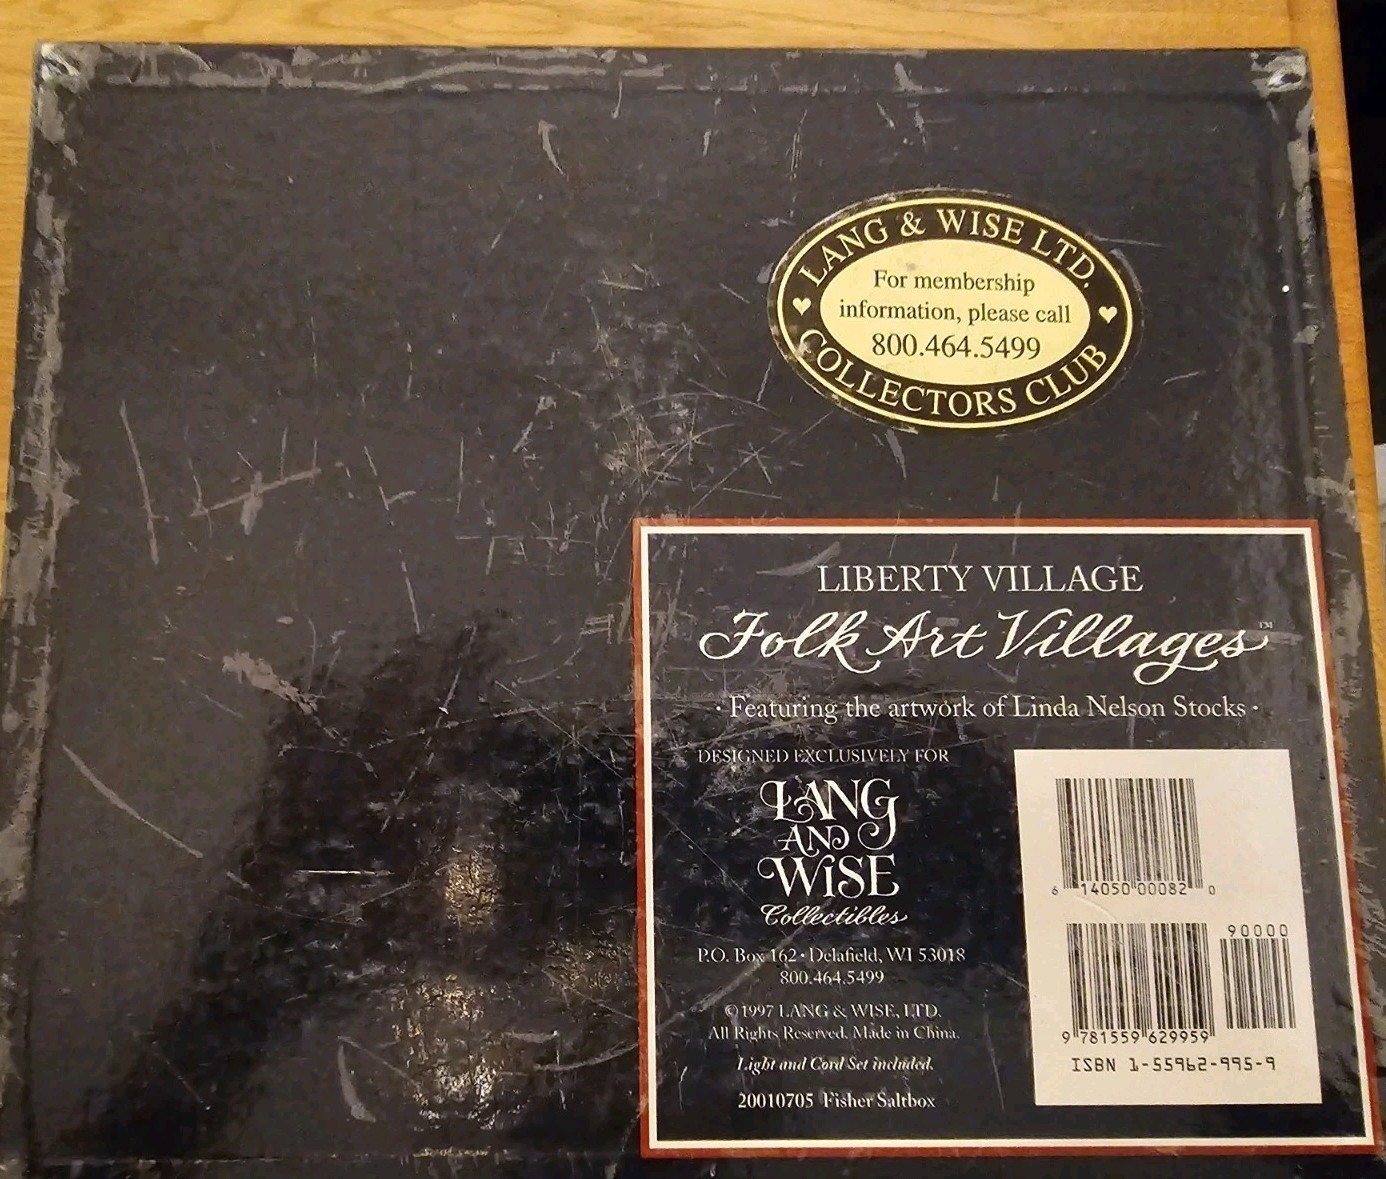 LANG & WISE LTD.
For membership
information, please call
800.464.5499
COLLECTORS CLUB
LIBERTY VILLAGE
Folk Art Villages™
· Featuring the artwork of Linda Nelson Stocks ·
DESIGNED EXCLUSIVELY FOR
LANG
AND
WiSE
Collectibles
P.O. Box 162 · Delafield, WI 53018
800.464.5499
© 1997 LANG & WISE, LTD.
All Rights Reserved. Made in China.
Light and Cord Set included.
20010705 Fisher Saltbox
6 14050 00082 0
90000
9 781559 629959
ISBN 1-55962-995-9